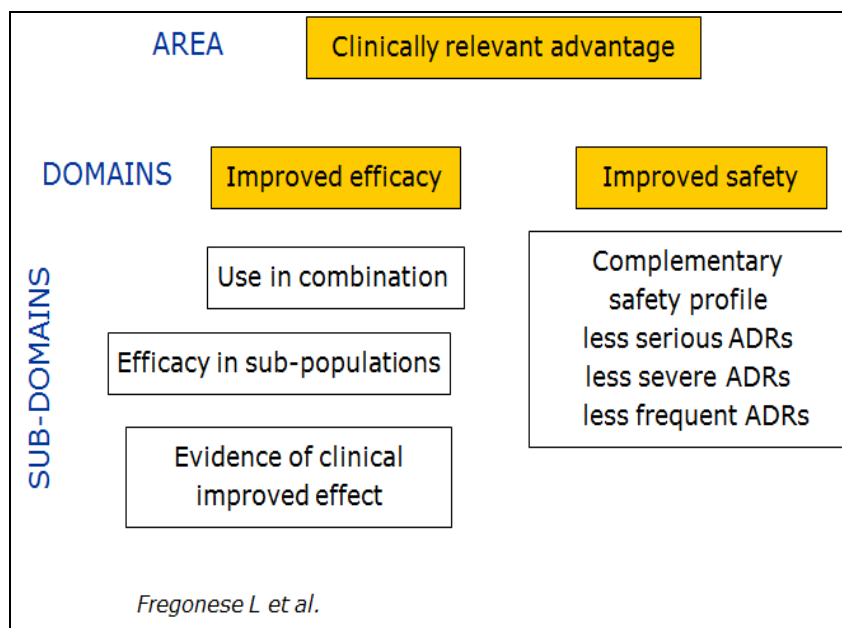 AREA
Clinically relevant advantage
DOMAINS
Improved efficacy
Improved safety
SUB-DOMAINS
Use in combination
Efficacy in sub-populations
Evidence of clinical
improved effect
Complementary
safety profile
less serious ADRs
less severe ADRs
less frequent ADRs
Fregonese L et al.